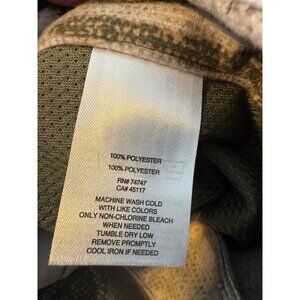 100% POLYESTER
100% POLYESTER
RN# 74747
CA# 45117
MACHINE WASH COLD
WITH LIKE COLORS
ONLY NON-CHLORINE BLEACH
WHEN NEEDED
TUMBLE DRY LOW
REMOVE PROMPTLY
COOL IRON IF NEEDED